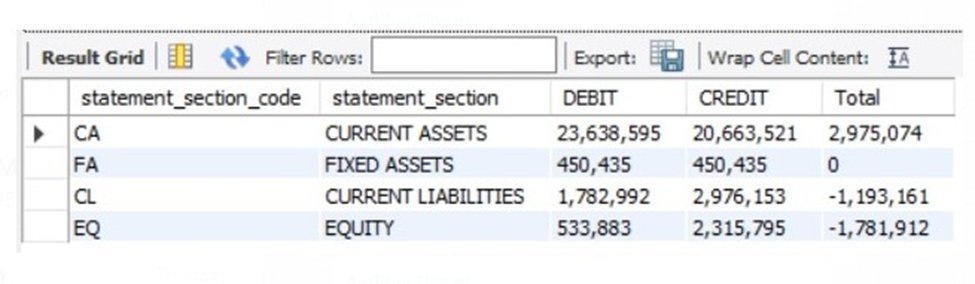 Result Grid Filter Rows: Export: Wrap Cell Content: IA
statement_section_code statement_section DEBIT CREDIT Total
CA CURRENT ASSETS 23,638,595 20,663,521 2,975,074
FA FIXED ASSETS 450,435 450,435 0
CL CURRENT LIABILITIES 1,782,992 2,976,153 -1,193,161
EQ EQUITY 533,883 2,315,795 -1,781,912